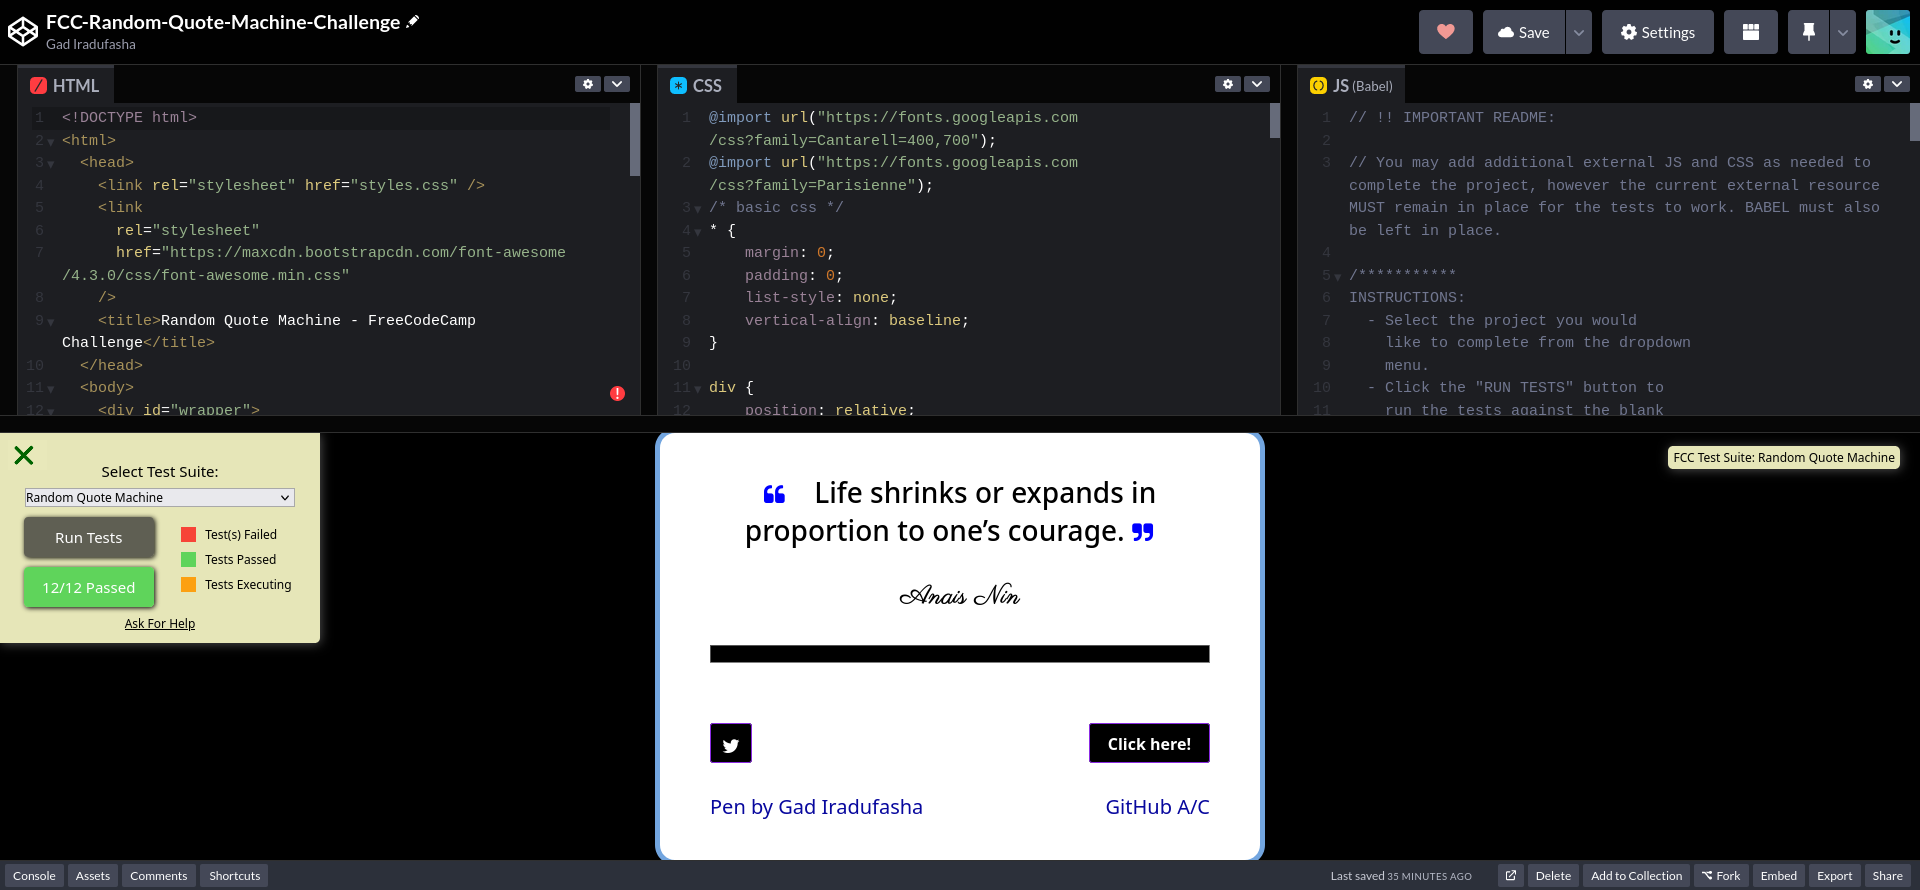 FCC-Random-Quote-Machine-Challenge
Gad Iradufasha
Save
Settings
HTML
1 <!DOCTYPE html>
2 <html>
3 <head>
4 <link rel="stylesheet" href="styles.css" />
5 <link
6 rel="stylesheet"
7 href="https://maxcdn.bootstrapcdn.com/font-awesome
/4.3.0/css/font-awesome.min.css"
8 />
9 <title>Random Quote Machine - FreeCodeCamp
Challenge</title>
10 </head>
11 <body>
12 <div id="wrapper">
CSS
1 @import url("https://fonts.googleapis.com
/css?family=Cantarell=400,700");
2 @import url("https://fonts.googleapis.com
/css?family=Parisienne");
3 /* basic css */
4 * {
5 margin: 0;
6 padding: 0;
7 list-style: none;
8 vertical-align: baseline;
9 }
10
11 div {
12 position: relative;
JS (Babel)
1 // !! IMPORTANT README:
2
3 // You may add additional external JS and CSS as needed to
complete the project, however the current external resource
MUST remain in place for the tests to work. BABEL must also
be left in place.
4
5 /***********
6 INSTRUCTIONS:
7 - Select the project you would
8 like to complete from the dropdown
9 menu.
10 - Click the "RUN TESTS" button to
11 run the tests against the blank
Select Test Suite:
Random Quote Machine
Run Tests
12/12 Passed
Test(s) Failed
Tests Passed
Tests Executing
Ask For Help
“ Life shrinks or expands in
proportion to one’s courage. ”
Anais Nin
Click here!
Pen by Gad Iradufasha
GitHub A/C
FCC Test Suite: Random Quote Machine
Console
Assets
Comments
Shortcuts
Last saved 35 MINUTES AGO
Delete
Add to Collection
Fork
Embed
Export
Share